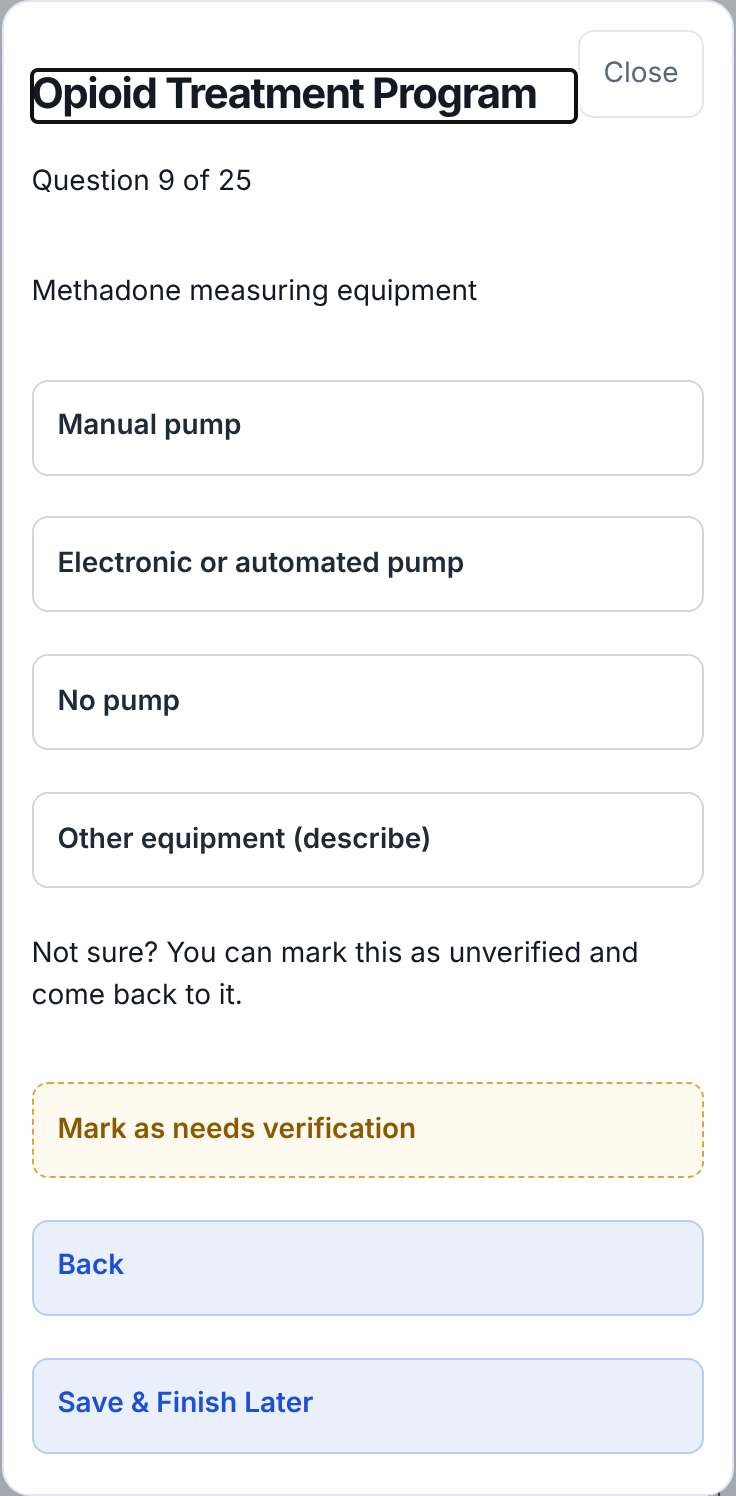 Opioid Treatment Program
Close
Question 9 of 25
Methadone measuring equipment
Manual pump
Electronic or automated pump
No pump
Other equipment (describe)
Not sure? You can mark this as unverified and
come back to it.
Mark as needs verification
Back
Save & Finish Later